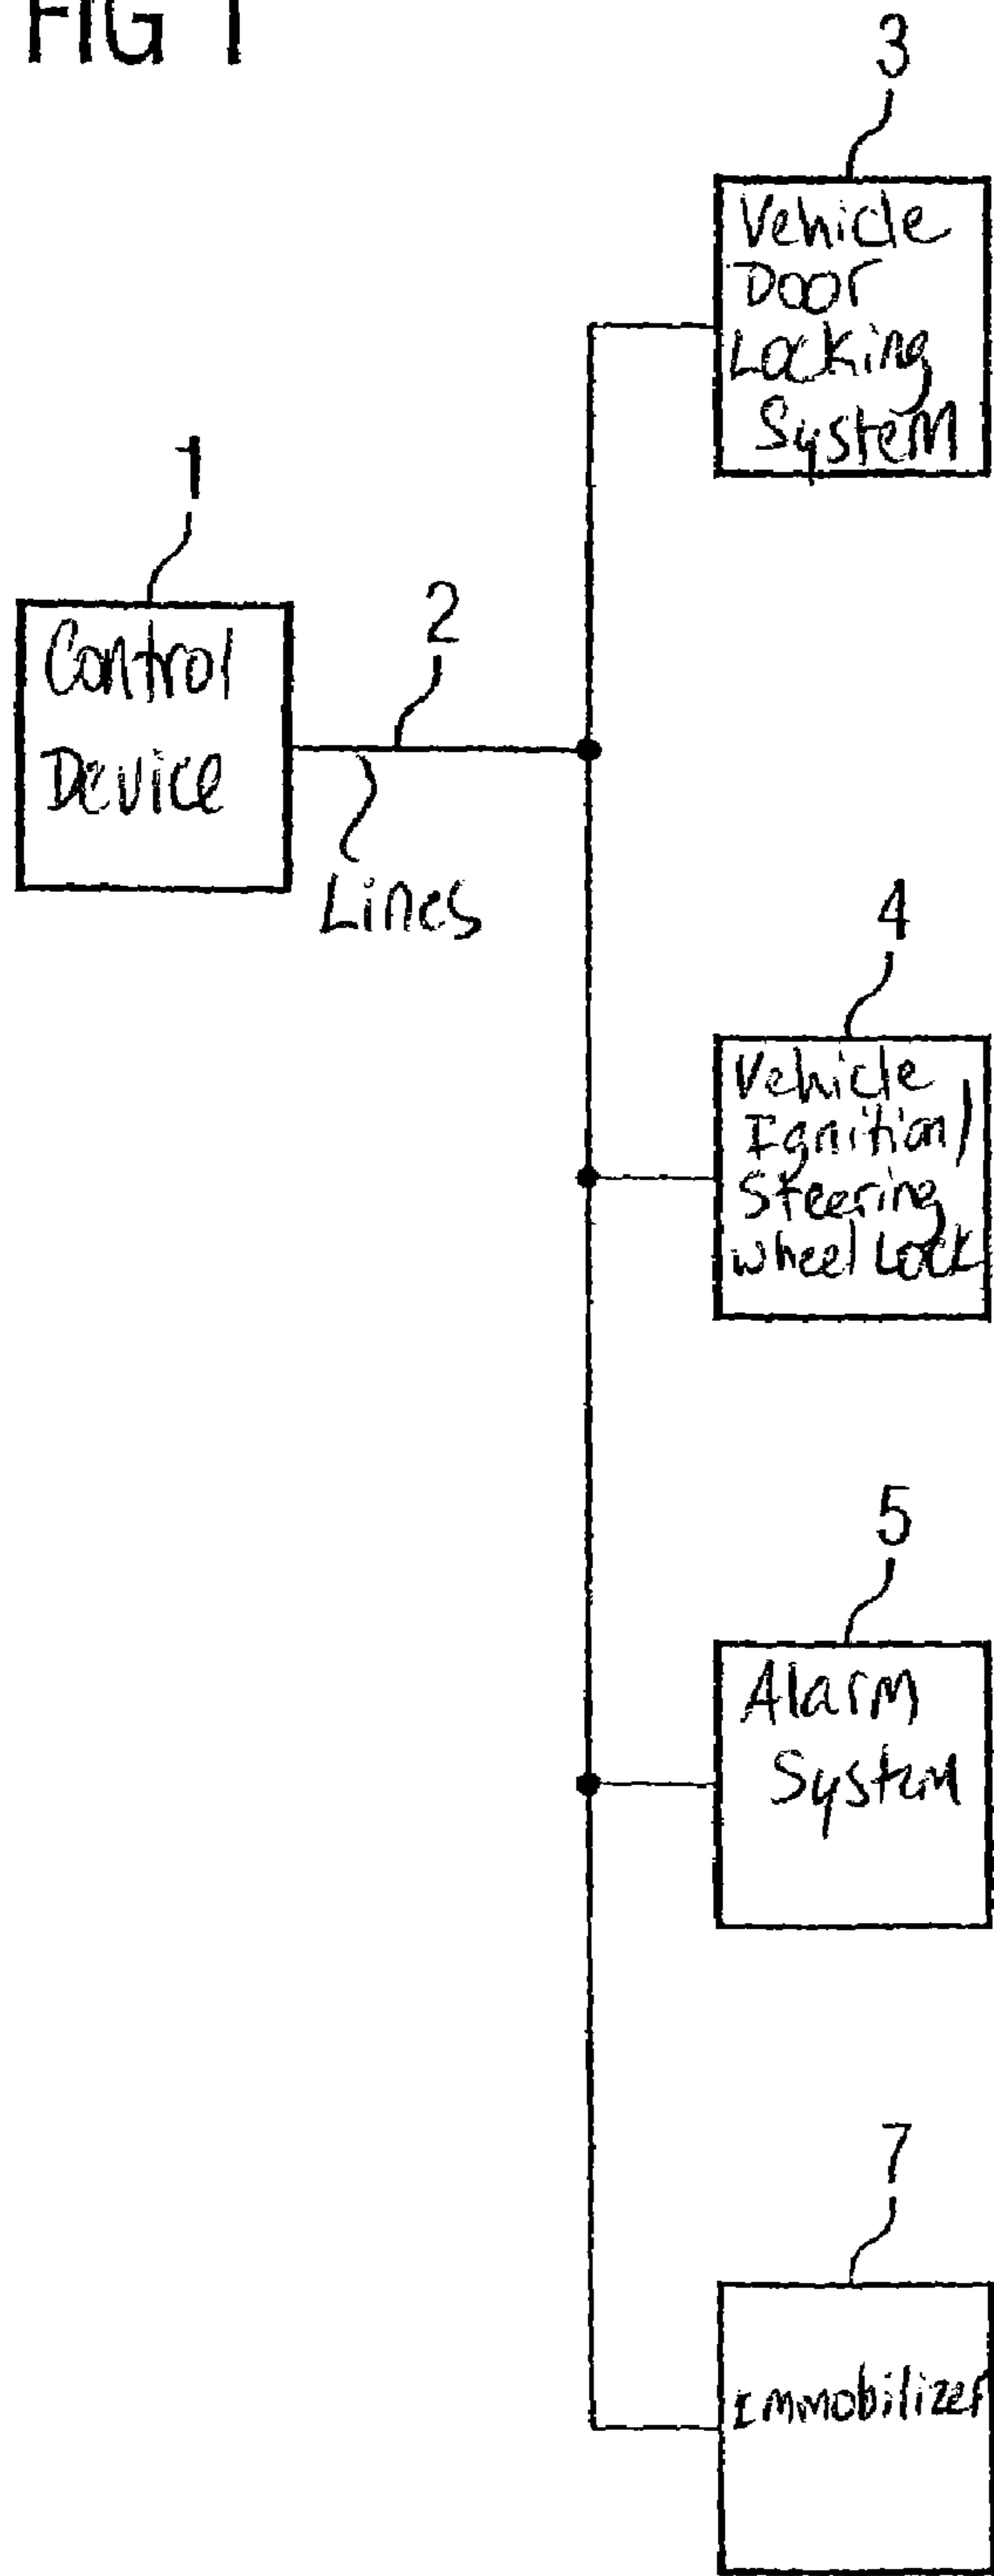 FIG 1
3
Vehicle
Door
Locking
System
1
Control
Device
2
Lines
4
Vehicle
Ignition/
Steering
Wheel Lock
5
Alarm
System
7
Immobilizer